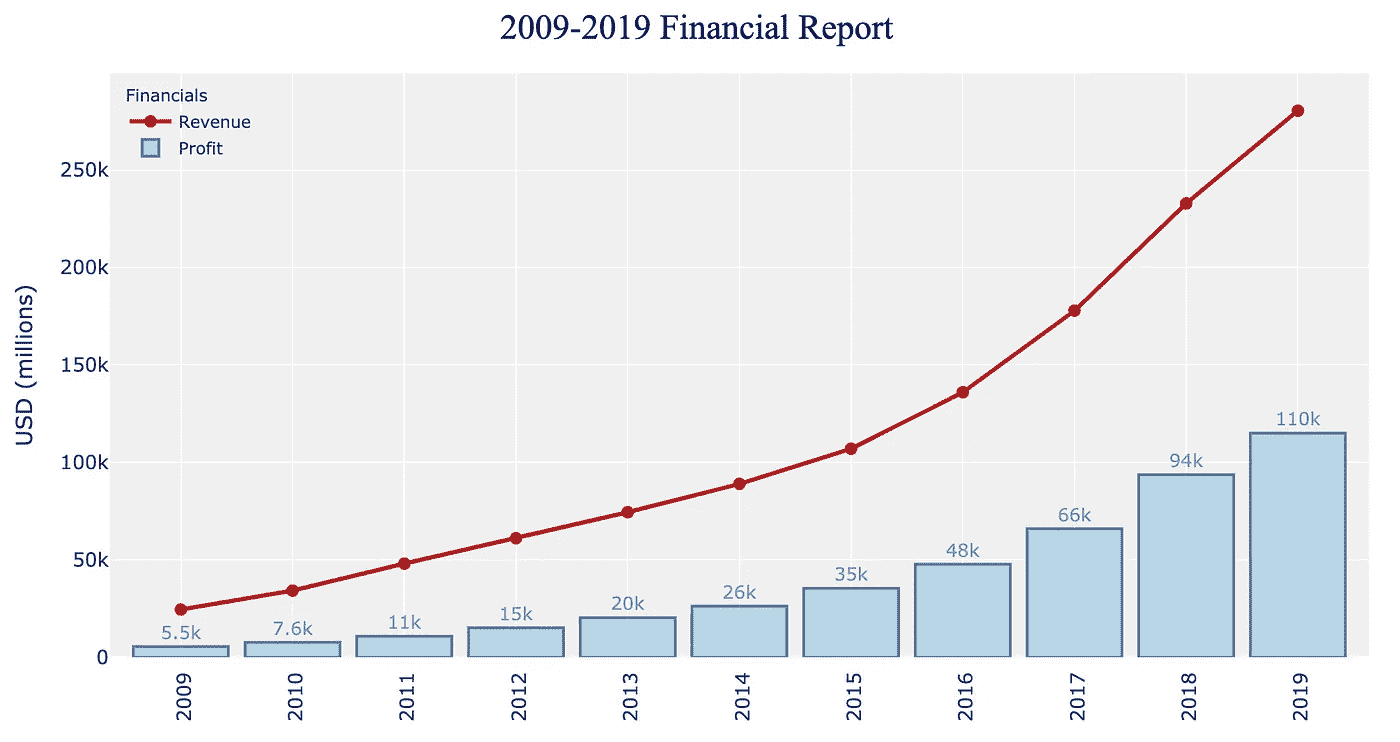 2009-2019 Financial Report
Financials
Revenue
Profit
250k
200k
150k
100k
50k
0
USD (millions)
5.5k
7.6k
11k
15k
20k
26k
35k
48k
66k
94k
110k
2009
2010
2011
2012
2013
2014
2015
2016
2017
2018
2019